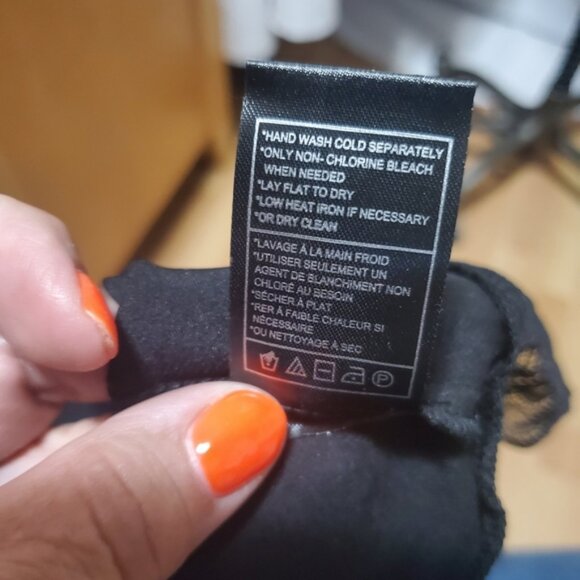 *HAND WASH COLD SEPARATELY
*ONLY NON- CHLORINE BLEACH
WHEN NEEDED
*LAY FLAT TO DRY
*LOW HEAT IRON IF NECESSARY
*OR DRY CLEAN
*LAVAGE À LA MAIN FROID
*UTILISER SEULEMENT UN
AGENT DE BLANCHIMENT NON
CHLORÉ AU BESOIN
*SÉCHER À PLAT
*RER À FAIBLE CHALEUR SI
NÉCESSAIRE
*OU NETTOYAGE À SEC
P